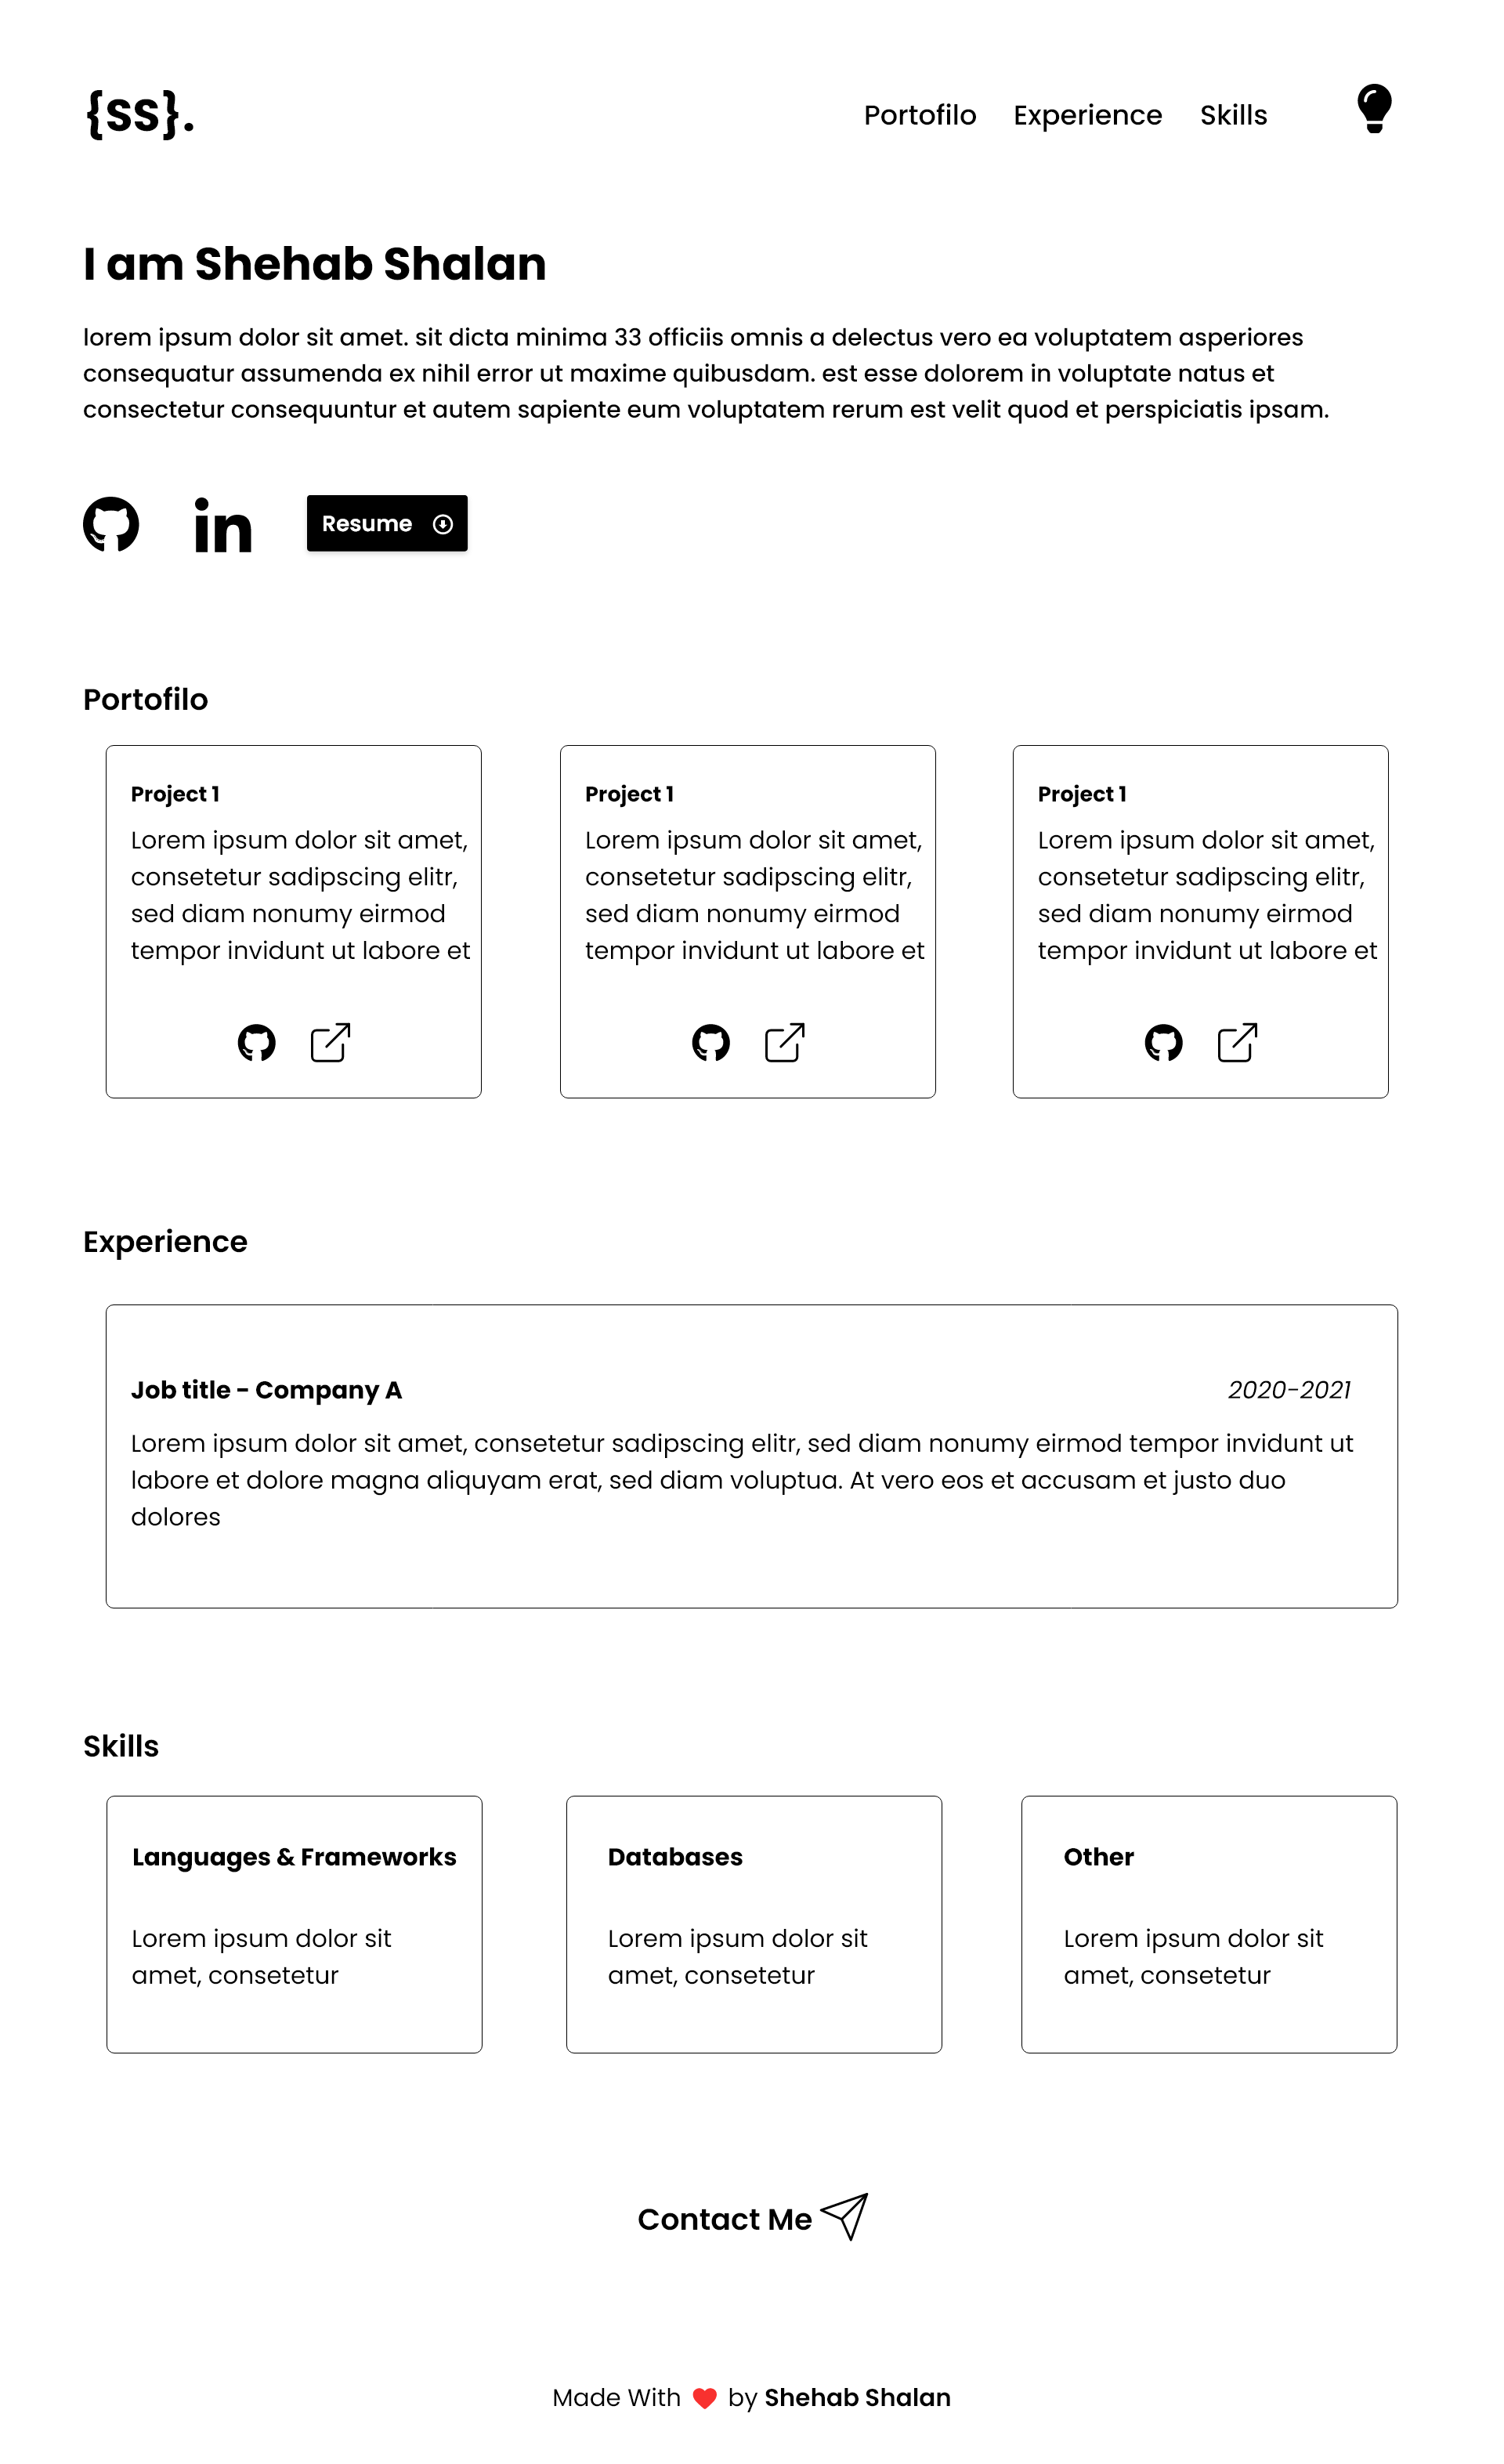 {ss}.
Portofilo Experience Skills
I am Shehab Shalan
lorem ipsum dolor sit amet. sit dicta minima 33 officiis omnis a delectus vero ea voluptatem asperiores
consequatur assumenda ex nihil error ut maxime quibusdam. est esse dolorem in voluptate natus et
consectetur consequuntur et autem sapiente eum voluptatem rerum est velit quod et perspiciatis ipsam.
in
Resume
Portofilo
Project 1
Lorem ipsum dolor sit amet,
consetetur sadipscing elitr,
sed diam nonumy eirmod
tempor invidunt ut labore et
Project 1
Lorem ipsum dolor sit amet,
consetetur sadipscing elitr,
sed diam nonumy eirmod
tempor invidunt ut labore et
Project 1
Lorem ipsum dolor sit amet,
consetetur sadipscing elitr,
sed diam nonumy eirmod
tempor invidunt ut labore et
Experience
Job title - Company A
2020-2021
Lorem ipsum dolor sit amet, consetetur sadipscing elitr, sed diam nonumy eirmod tempor invidunt ut
labore et dolore magna aliquyam erat, sed diam voluptua. At vero eos et accusam et justo duo
dolores
Skills
Languages & Frameworks
Lorem ipsum dolor sit
amet, consetetur
Databases
Lorem ipsum dolor sit
amet, consetetur
Other
Lorem ipsum dolor sit
amet, consetetur
Contact Me
Made With ❤ by Shehab Shalan